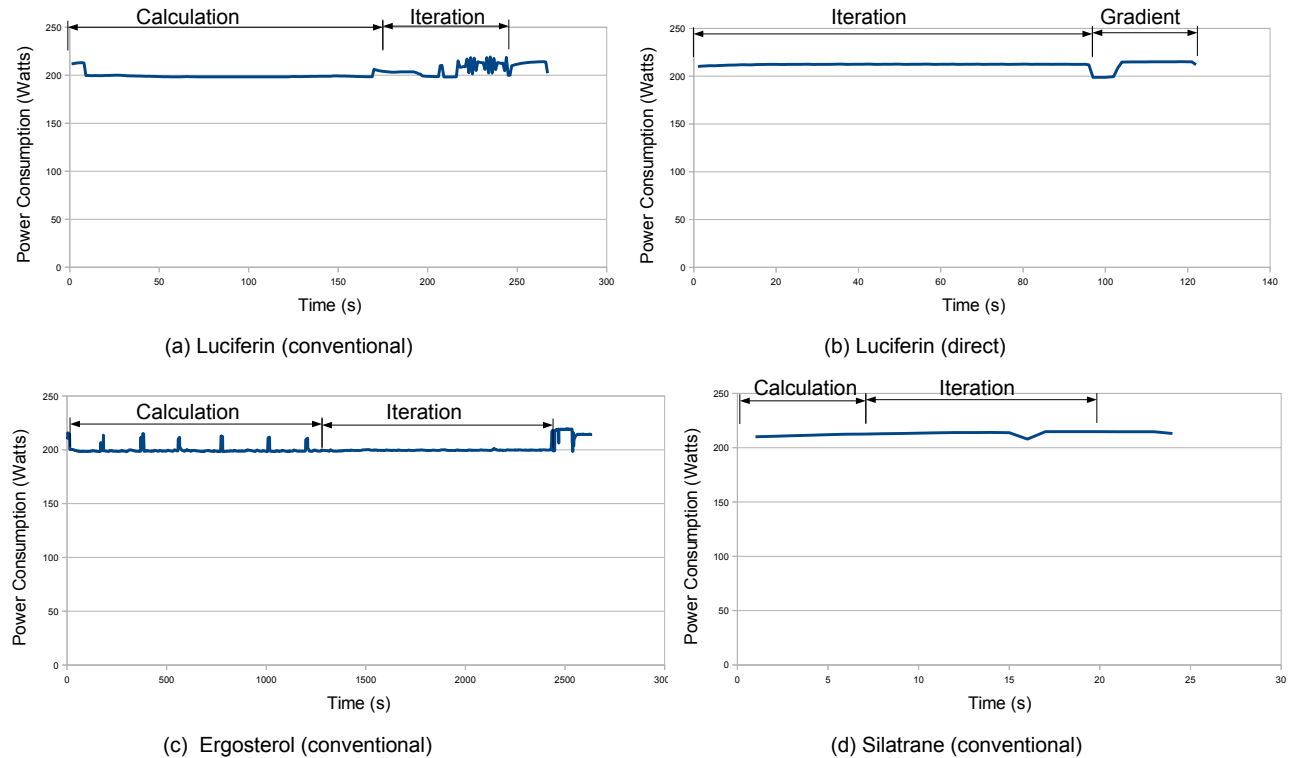 Calculation Iteration
250
200
150
100
50
0
Power Consumption (Watts)
0 50 100 150 200 250 300
Time (s)
(a) Luciferin (conventional)
Iteration Gradient
250
200
150
100
50
0
Power Consumption (Watts)
0 20 40 60 80 100 120 140
Time (s)
(b) Luciferin (direct)
Calculation Iteration
250
200
150
100
50
0
Power Consumption (Watts)
0 500 1000 1500 2000 2500 300
Time (s)
(c) Ergosterol (conventional)
Calculation Iteration
250
200
150
100
50
0
Power Consumption (Watts)
0 5 10 15 20 25 30
Time (s)
(d) Silatrane (conventional)